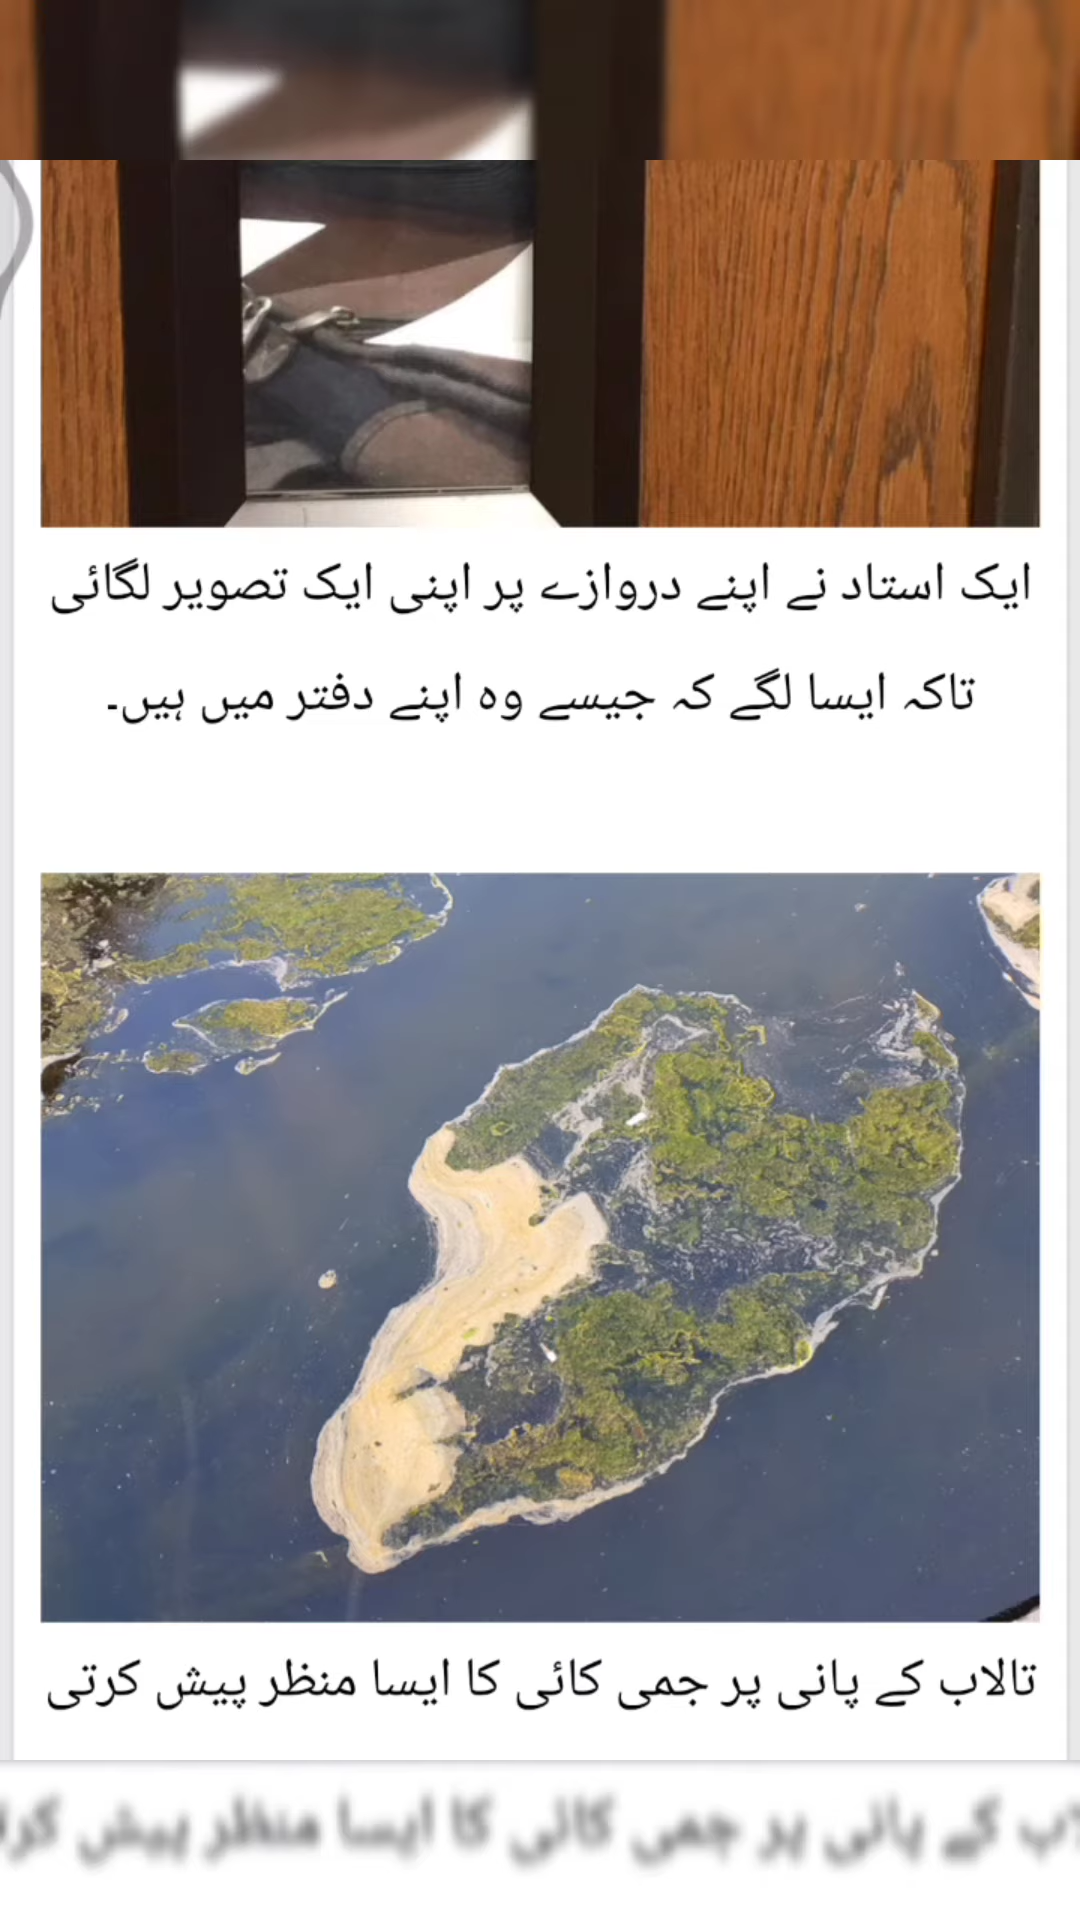 ایک استاد نے اپنے دروازے پر اپنی ایک تصویر لگائی
تاکہ ایسا لگے کہ جیسے وہ اپنے دفتر میں ہیں۔
تالاب کے پانی پر جمی کائی کا ایسا منظر پیش کرتی